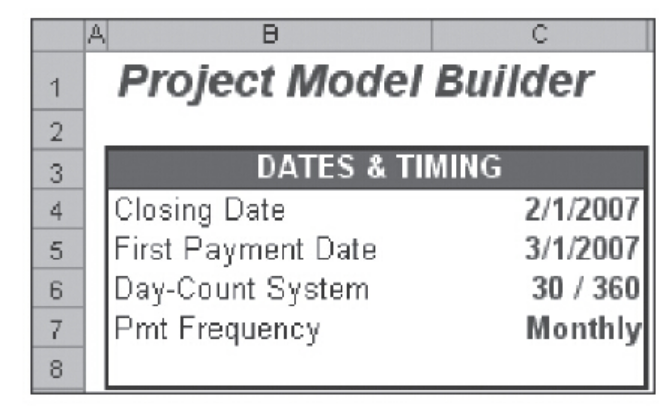 A B C
1 Project Model Builder
2
3 DATES & TIMING
4 Closing Date 2/1/2007
5 First Payment Date 3/1/2007
6 Day-Count System 30 / 360
7 Pmt Frequency Monthly
8